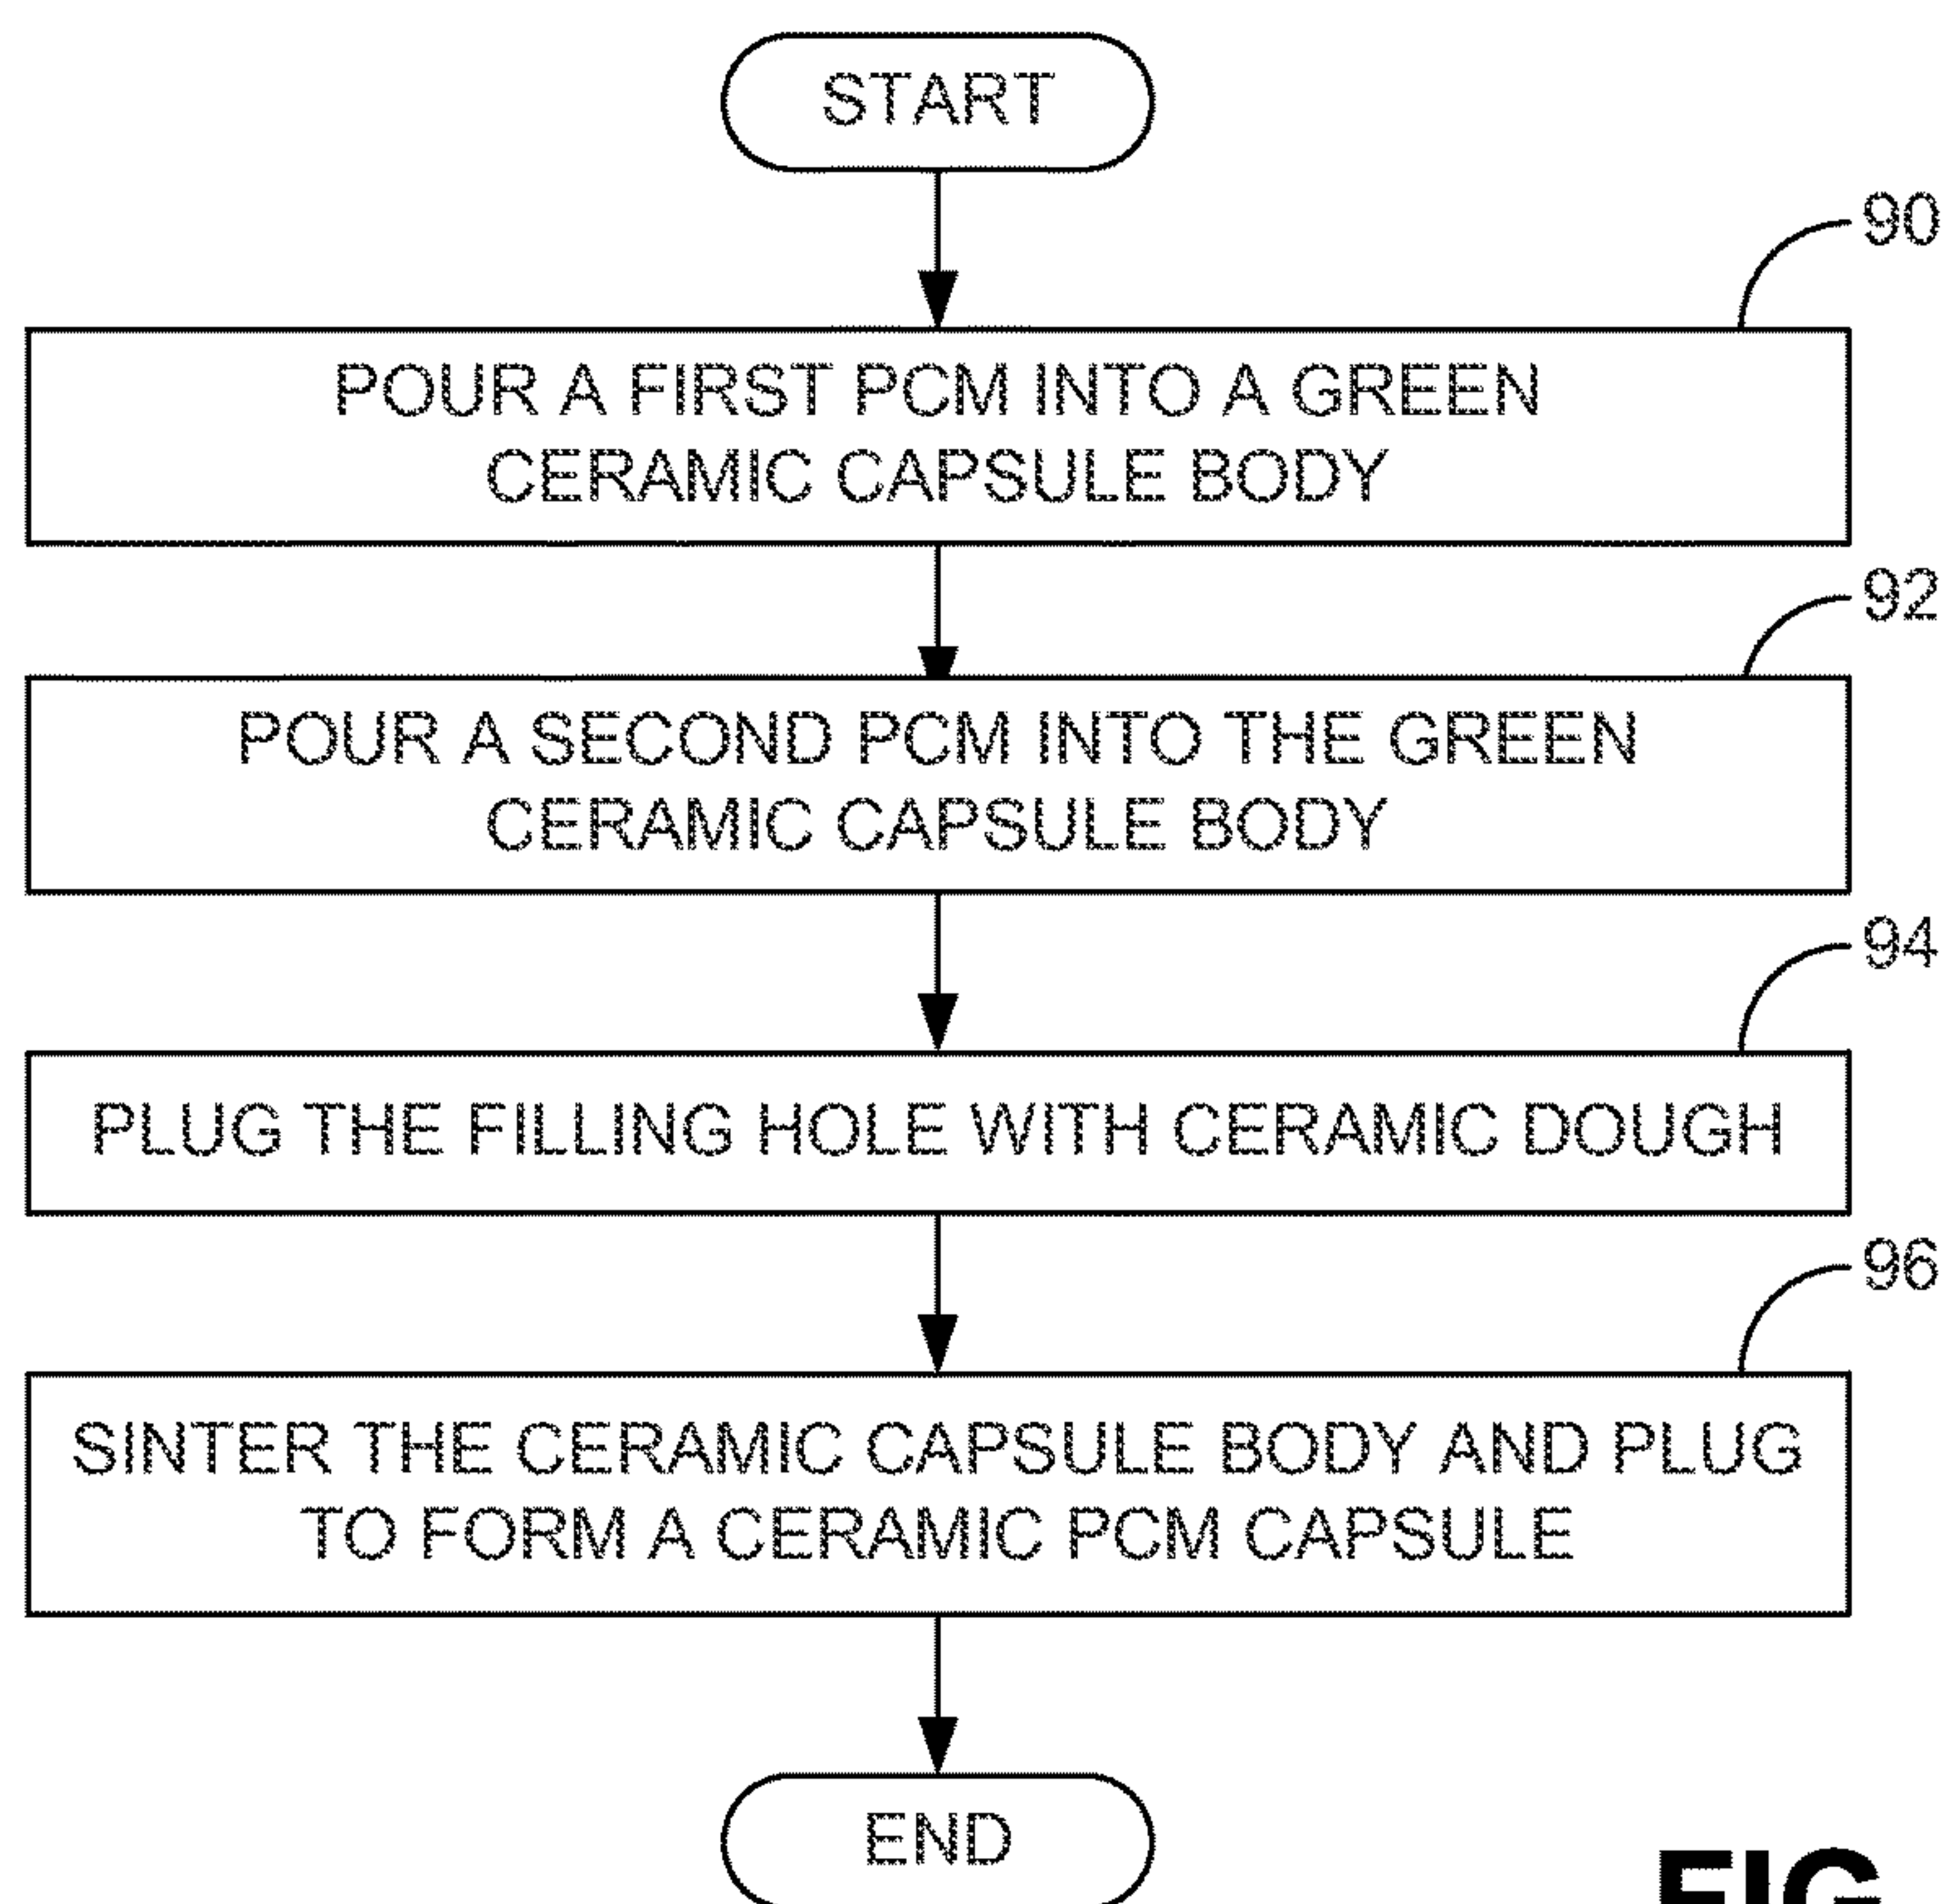 START
90
POUR A FIRST PCM INTO A GREEN
CERAMIC CAPSULE BODY
92
POUR A SECOND PCM INTO THE GREEN
CERAMIC CAPSULE BODY
94
PLUG THE FILLING HOLE WITH CERAMIC DOUGH
96
SINTER THE CERAMIC CAPSULE BODY AND PLUG
TO FORM A CERAMIC PCM CAPSULE
END
FIG